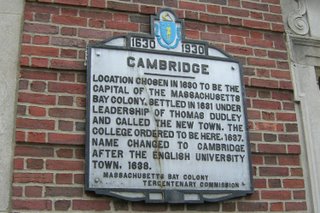 1630 1930
CAMBRIDGE
LOCATION CHOSEN IN 1630 TO BE THE
CAPITAL OF THE MASSACHUSETTS
BAY COLONY. SETTLED IN 1631 UNDER
LEADERSHIP OF THOMAS DUDLEY
AND CALLED THE NEW TOWN. THE
COLLEGE ORDERED TO BE HERE, 1637.
NAME CHANGED TO CAMBRIDGE
AFTER THE ENGLISH UNIVERSITY
TOWN, 1638.
MASSACHUSETTS BAY COLONY
TERCENTENARY COMMISSION